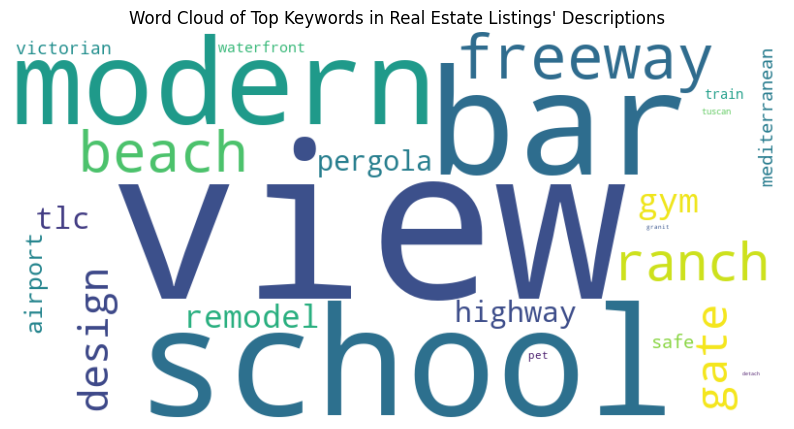 Word Cloud of Top Keywords in Real Estate Listings' Descriptions
victorian
waterfront
freeway
modern
bar
train
tuscan
mediterranean
beach
pergola
view
tlc
gym
granit
airport
ranch
design
remodel
highway
school
safe
gate
pet
detach